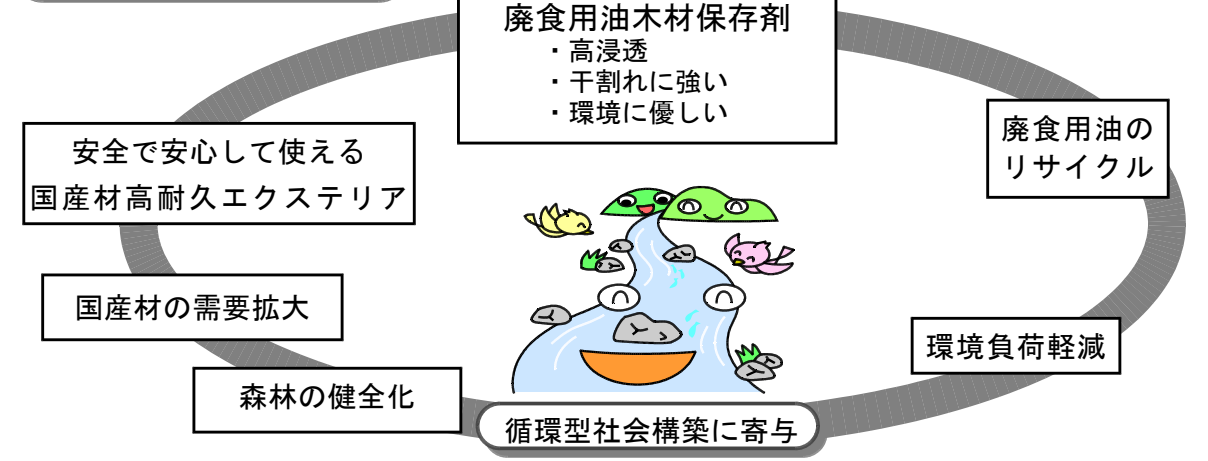 廃食用油木材保存剤
・高浸透
・干割れに強い
・環境に優しい
安全で安心して使える
国産材高耐久エクステリア
廃食用油の
リサイクル
国産材の需要拡大
環境負荷軽減
森林の健全化
循環型社会構築に寄与